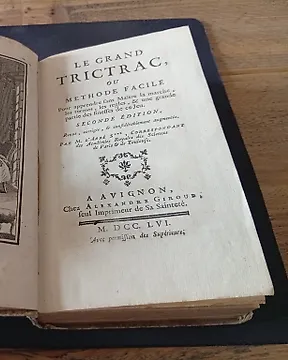 LE GRAND
TRICTRAC,
OU
METHODE FACILE
Pour apprendre sans Maître la marche,
les termes, les regles, & une grande
partie des finesses de ce Jeu.
SECONDE ÉDITION,
Revue, corrigée, & considérablement augmentée,
PAR M. L'ABBÉ S***, CORRESPONDANT
des Académies Royales des Sciences
de Paris & de Toulouse.
A AVIGNON,
Chez ALEXANDRE GIROUD,
seul Imprimeur de Sa Sainteté.
M. DCC. LVI.
Avec permission des Supérieurs.